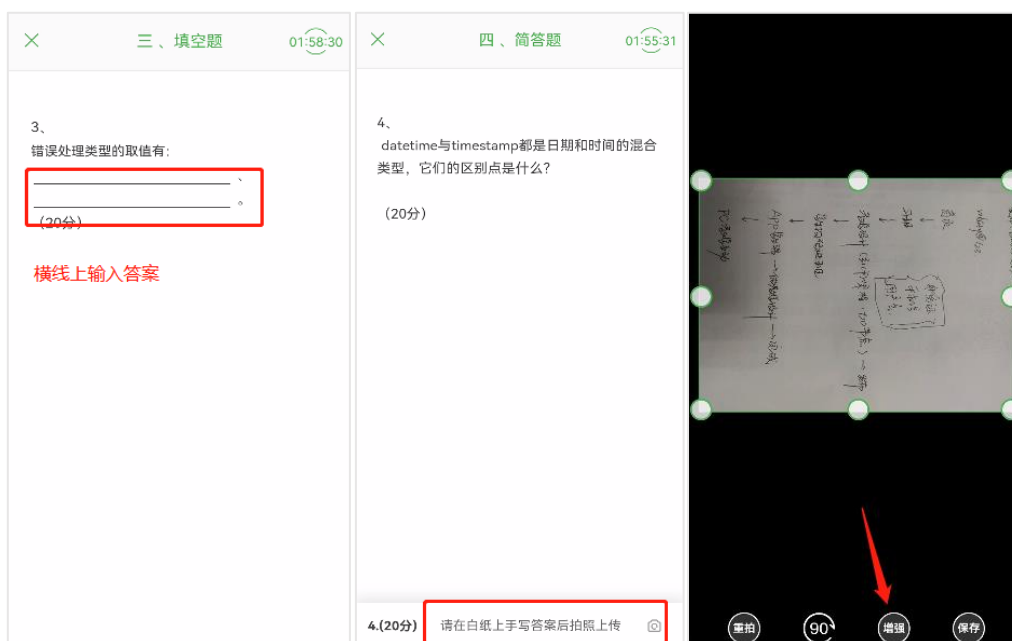 三 、填空题
01:58:30
3、
错误处理类型的取值有:
、
。
(20分)
横线上输入答案
四 、简答题
01:55:31
4、
datetime与timestamp都是日期和时间的混合
类型，它们的区别点是什么?
(20分)
4.(20分)
请在白纸上手写答案后拍照上传
重拍
90
增强
保存